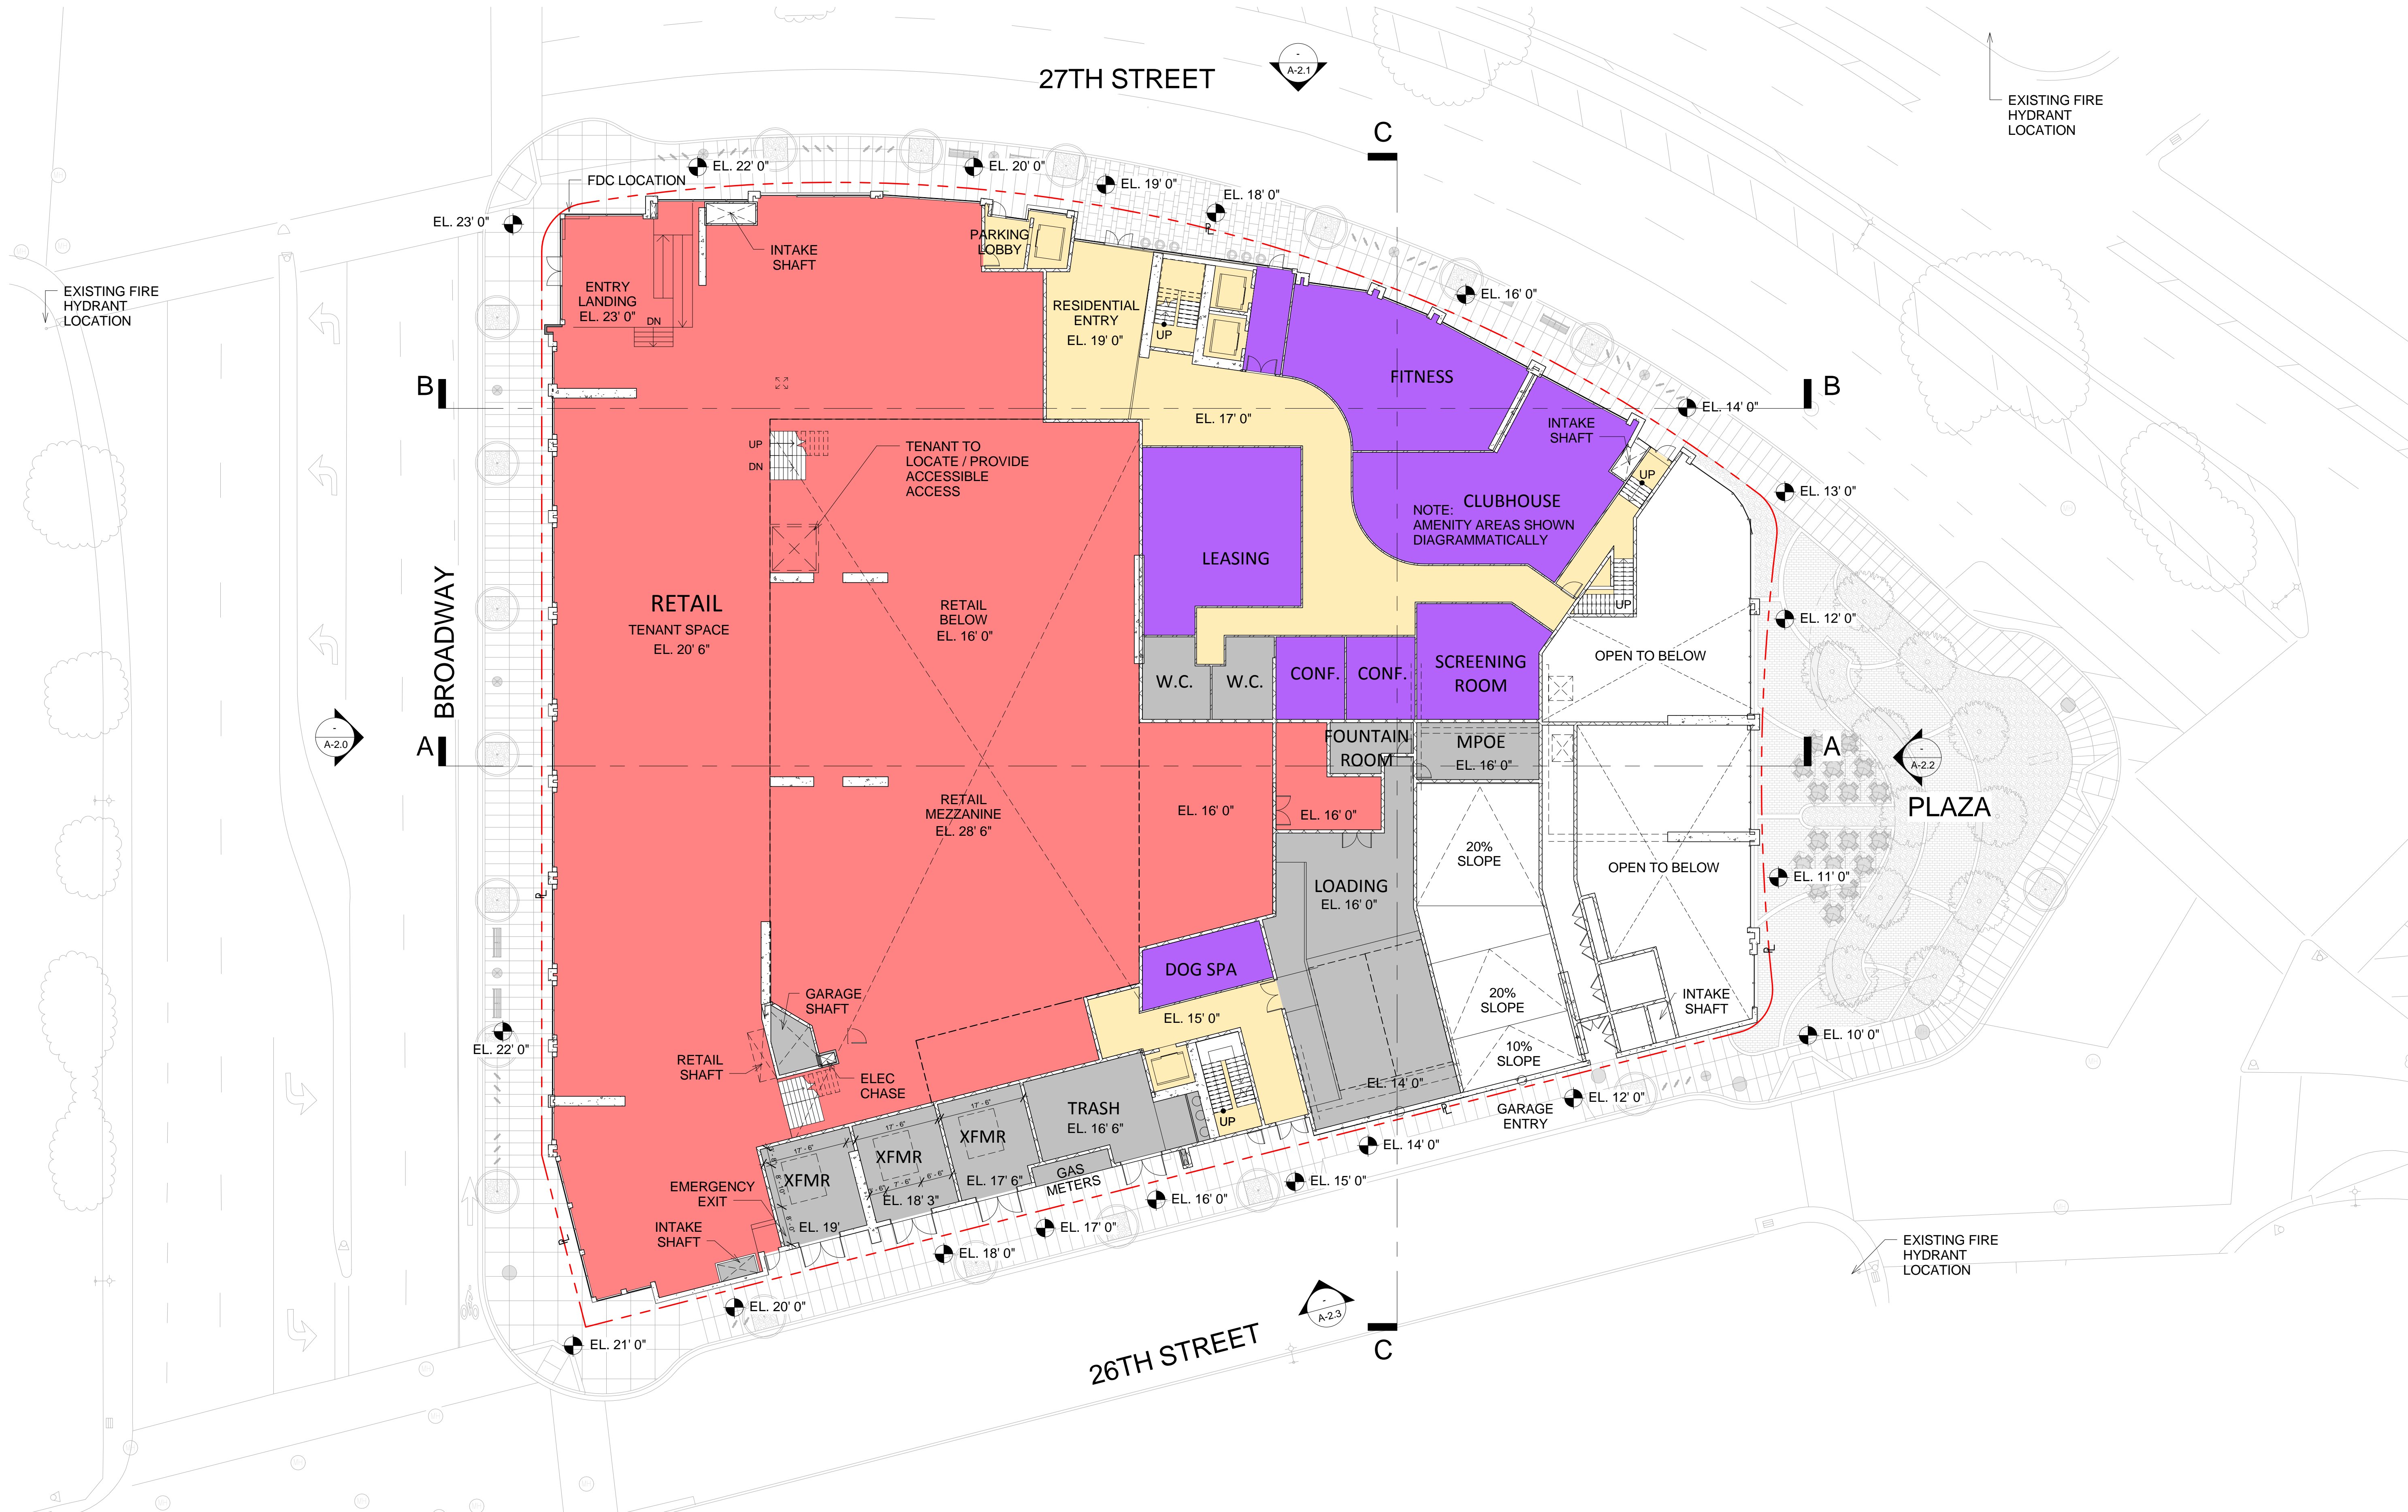 27TH STREET
-
A-2.1
C
EXISTING FIRE
HYDRANT
LOCATION
EL. 22' 0"
EL. 20' 0"
EL. 19' 0"
EL. 18' 0"
FDC LOCATION
EL. 23' 0"
PARKING
LOBBY
INTAKE
SHAFT
ENTRY
LANDING
EL. 23' 0"
DN
EXISTING FIRE
HYDRANT
LOCATION
RESIDENTIAL
ENTRY
EL. 19' 0"
UP
EL. 16' 0"
FITNESS
B
B
EL. 14' 0"
EL. 17' 0"
INTAKE
SHAFT
UP
DN
TENANT TO
LOCATE / PROVIDE
ACCESSIBLE
ACCESS
UP
EL. 13' 0"
CLUBHOUSE
NOTE:
AMENITY AREAS SHOWN
DIAGRAMMATICALLY
LEASING
BROADWAY
RETAIL
TENANT SPACE
EL. 20' 6"
RETAIL
BELOW
EL. 16' 0"
UP
EL. 12' 0"
OPEN TO BELOW
W.C.
W.C.
CONF.
CONF.
SCREENING
ROOM
-
A-2.0
A
A
FOUNTAIN
ROOM
MPOE
EL. 16' 0"
-
A-2.2
PLAZA
RETAIL
MEZZANINE
EL. 28' 6"
EL. 16' 0"
EL. 16' 0"
20%
SLOPE
OPEN TO BELOW
EL. 11' 0"
LOADING
EL. 16' 0"
DOG SPA
GARAGE
SHAFT
EL. 15' 0"
20%
SLOPE
INTAKE
SHAFT
EL. 22' 0"
EL. 10' 0"
RETAIL
SHAFT
ELEC
CHASE
10%
SLOPE
EL. 14' 0"
TRASH
EL. 16' 6"
UP
GARAGE
ENTRY
EL. 12' 0"
17' - 6"
17' - 6"
17' - 6"
XFMR
XFMR
XFMR
EL. 17' 6"
EL. 18' 3"
7' - 6"
6' - 6"
EL. 19'
GAS
METERS
EMERGENCY
EXIT
INTAKE
SHAFT
EL. 14' 0"
EL. 15' 0"
EL. 16' 0"
EL. 17' 0"
EL. 18' 0"
EL. 20' 0"
EL. 21' 0"
EXISTING FIRE
HYDRANT
LOCATION
-
A-2.3
26TH STREET
C